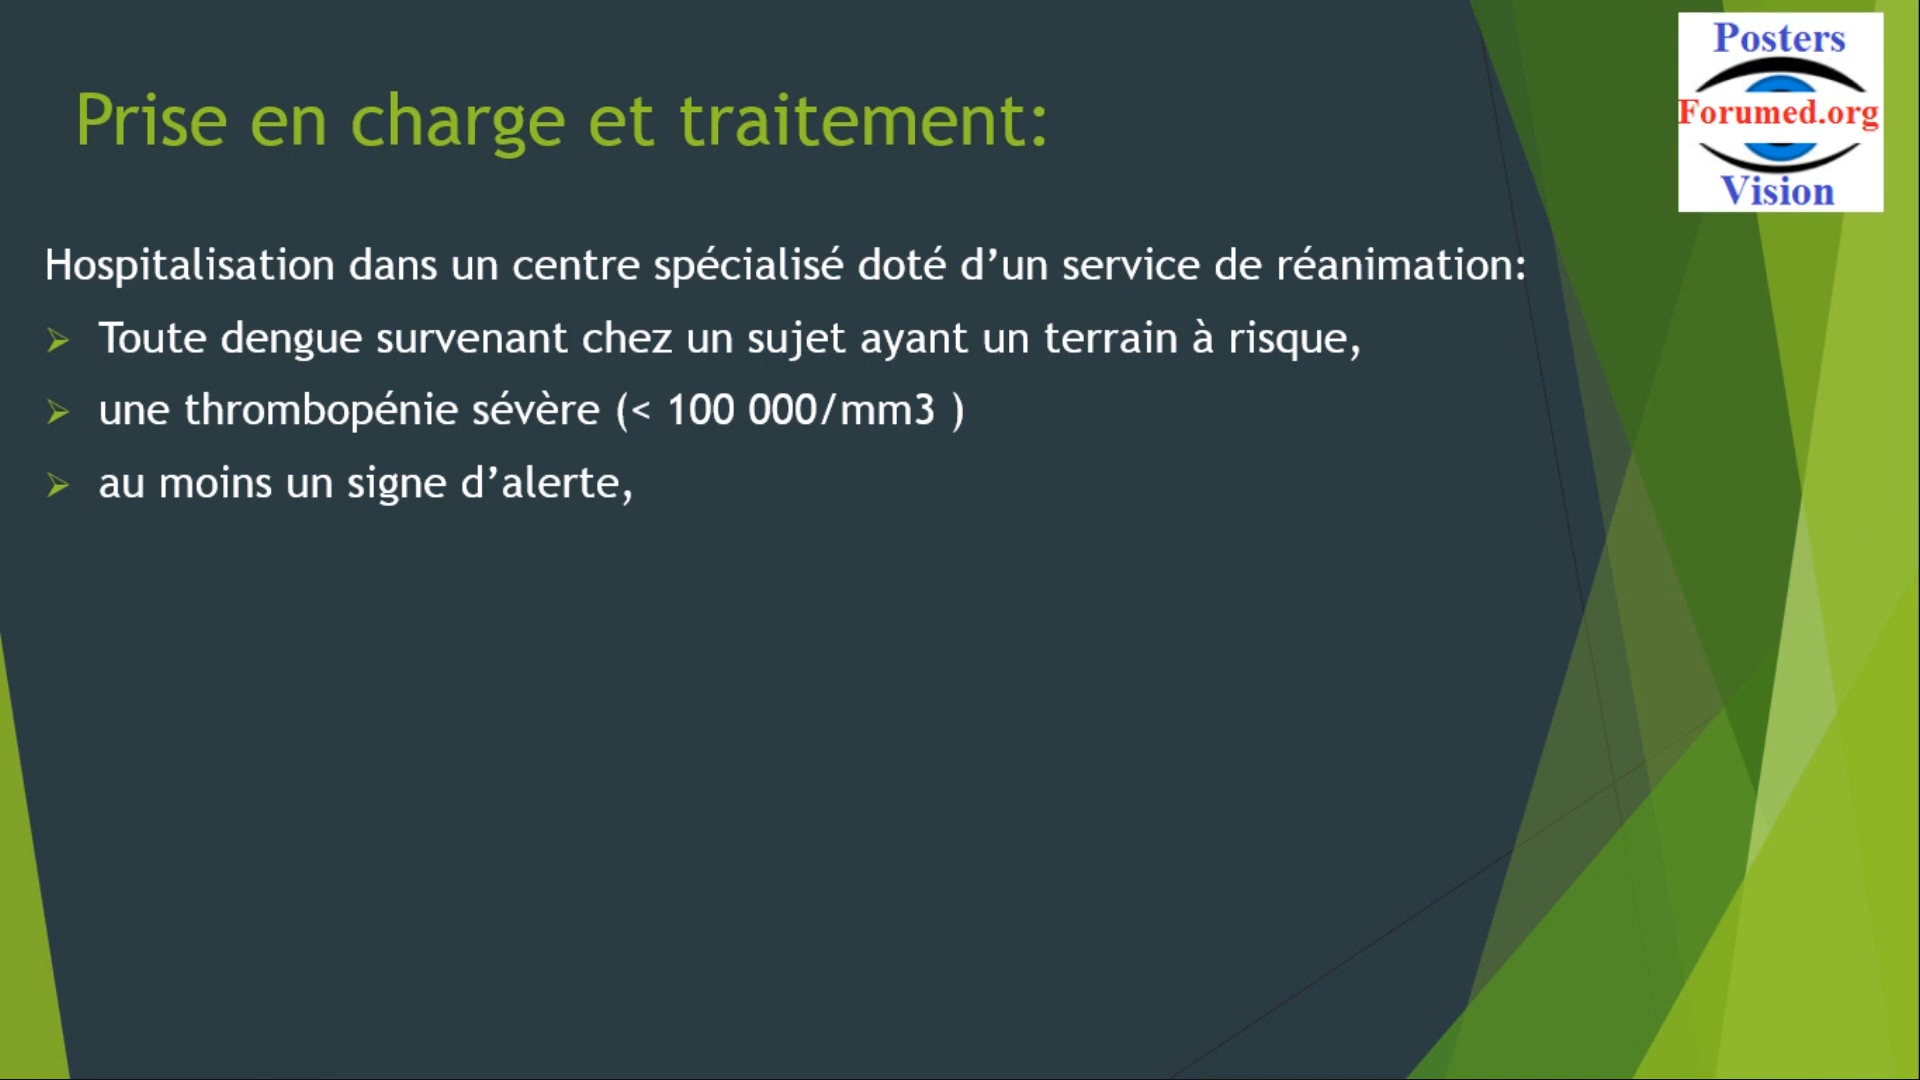 Posters
Forumed.org
Vision
Prise en charge et traitement:
Hospitalisation dans un centre spécialisé doté d’un service de réanimation:
Toute dengue survenant chez un sujet ayant un terrain à risque,
une thrombopénie sévère (< 100 000/mm3 )
au moins un signe d’alerte,